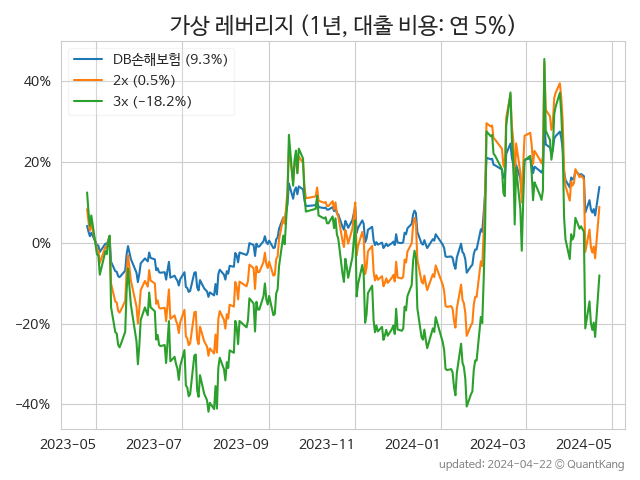 가상 레버리지 (1년, 대출 비용: 연 5%)
DB손해보험 (9.3%)
2x (0.5%)
3x (−18.2%)
40%
20%
0%
−20%
−40%
2023−05 2023−07 2023−09 2023−11 2024−01 2024−03 2024−05
updated: 2024-04-22 © QuantKang